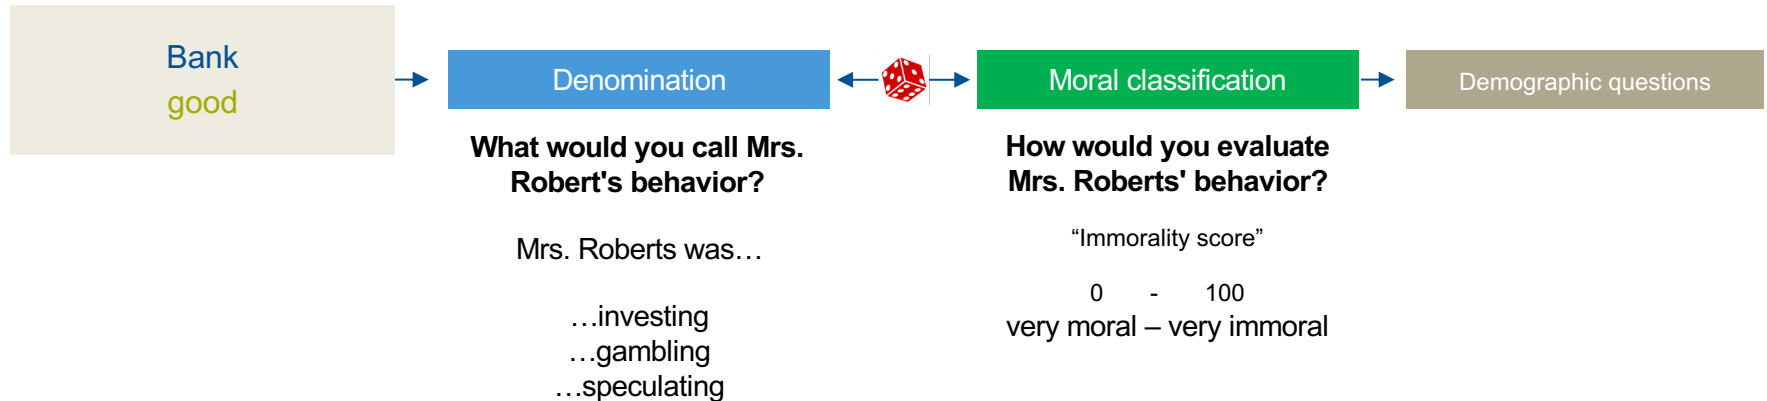 Bank
good
Denomination
Moral classification
Demographic questions
What would you call Mrs.
Robert's behavior?
Mrs. Roberts was…
…investing
…gambling
…speculating
How would you evaluate
Mrs. Roberts' behavior?
“Immorality score”
0 - 100
very moral – very immoral